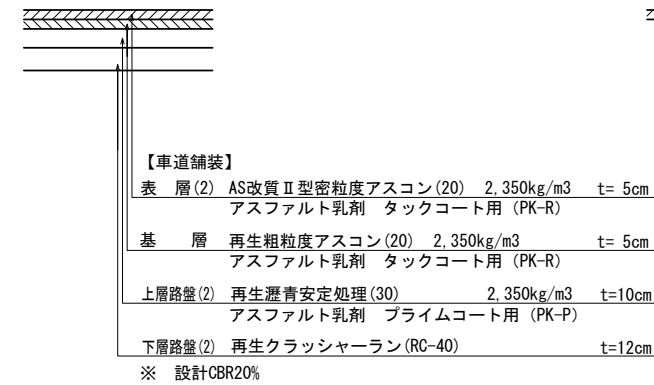 【車道舗装】
表　層(2)　AS改質Ⅱ型密粒度アスコン(20)　2,350kg/m3　t= 5cm
アスファルト乳剤　タックコート用（PK-R）
基　　層　再生粗粒度アスコン(20)　2,350kg/m3　t= 5cm
アスファルト乳剤　タックコート用（PK-R）
上層路盤(2)　再生瀝青安定処理(30)　2,350kg/m3　t=10cm
アスファルト乳剤　プライムコート用（PK-P）
下層路盤(2)　再生クラッシャーラン(RC-40)　t=12cm
※　設計CBR20%